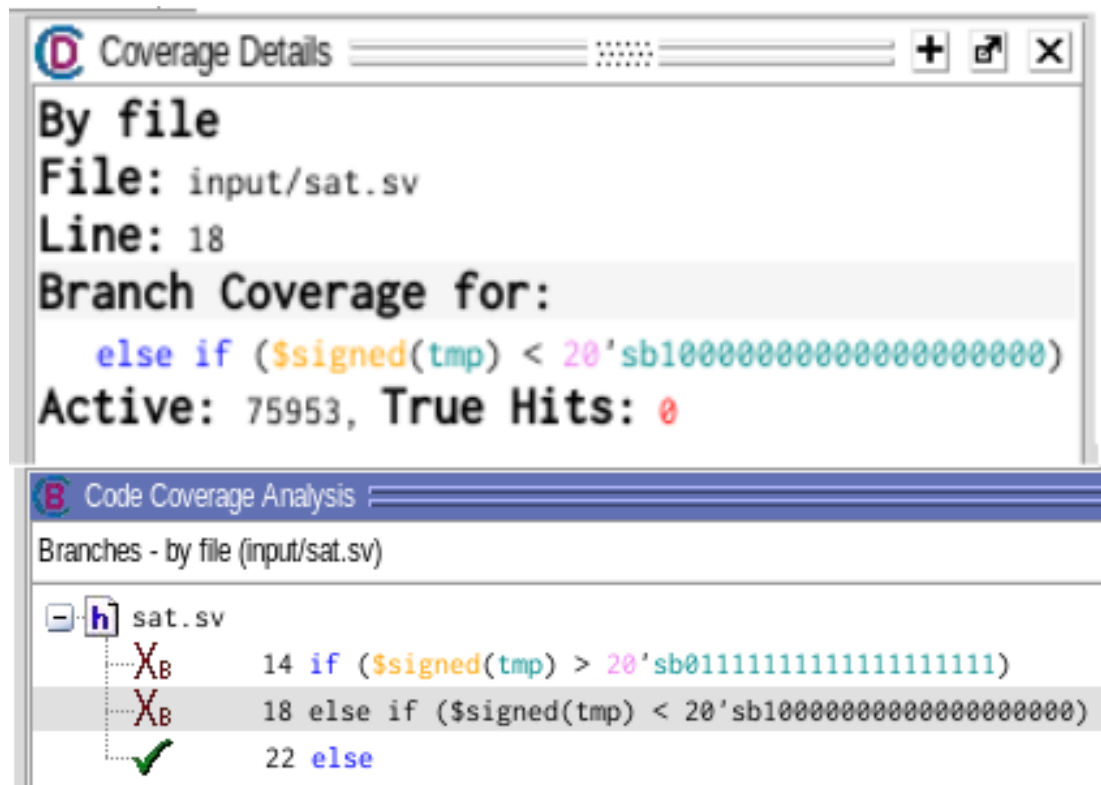 Coverage Details
By file
File: input/sat.sv
Line: 18
Branch Coverage for:
else if ($signed(tmp) < 20'sb10000000000000000000)
Active: 75953, True Hits: 0
B Code Coverage Analysis
Branches - by file (input/sat.sv)
h sat.sv
XB 14 if ($signed(tmp) > 20'sb01111111111111111111)
XB 18 else if ($signed(tmp) < 20'sb10000000000000000000)
22 else